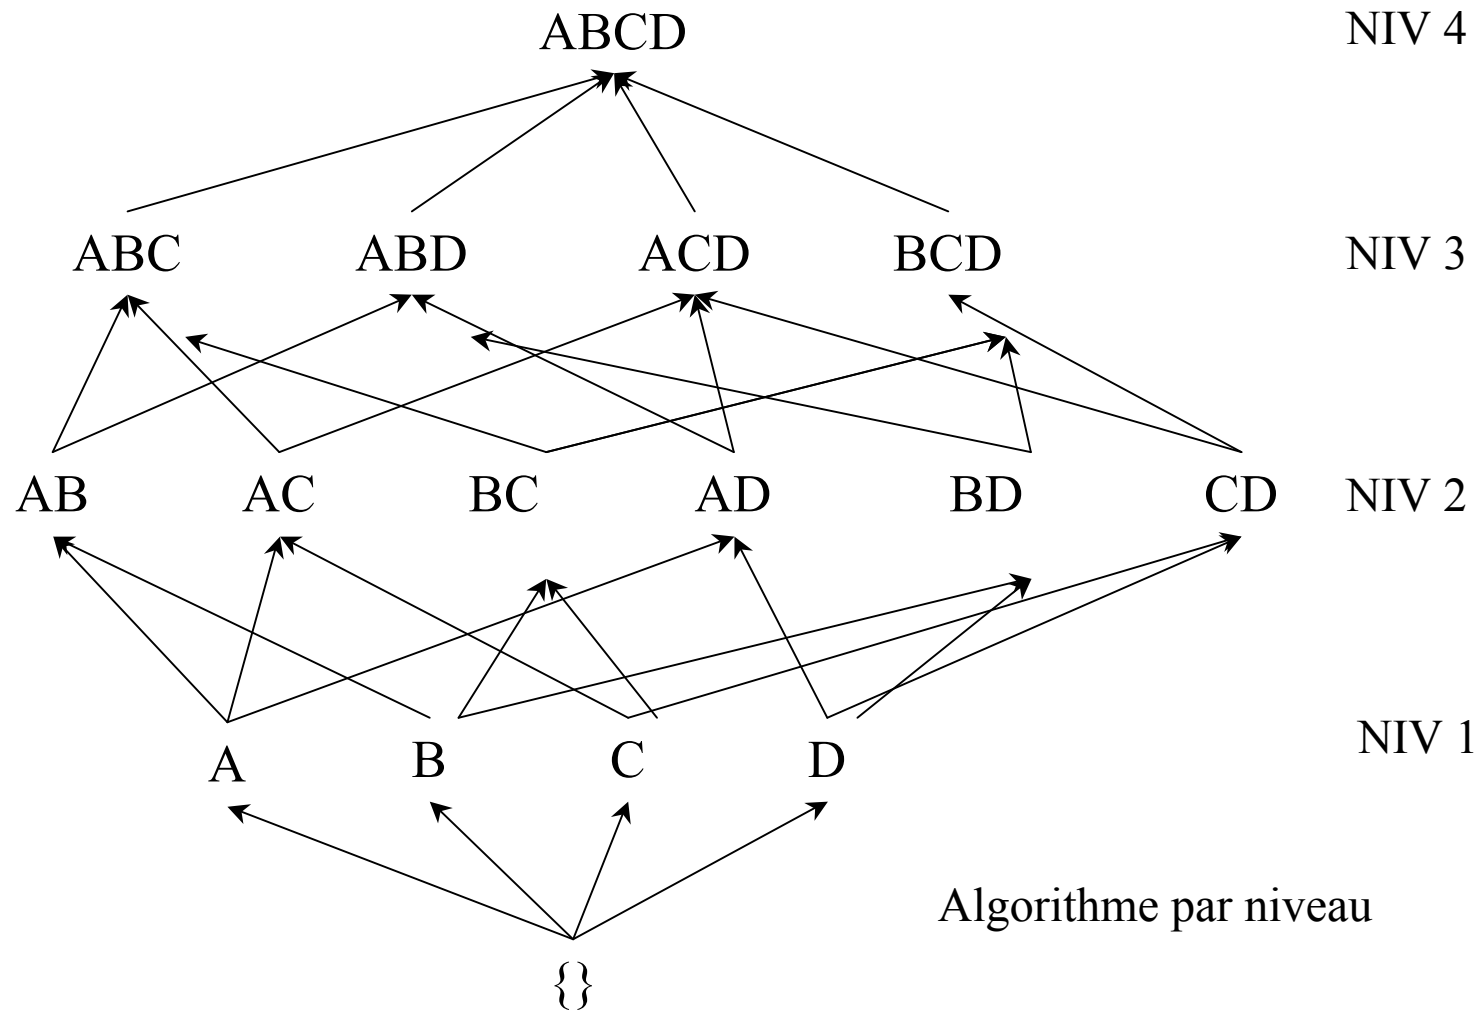 ABCD NIV 4
ABC ABD ACD BCD NIV 3
AB AC BC AD BD CD NIV 2
A B C D NIV 1
Algorithme par niveau
{}